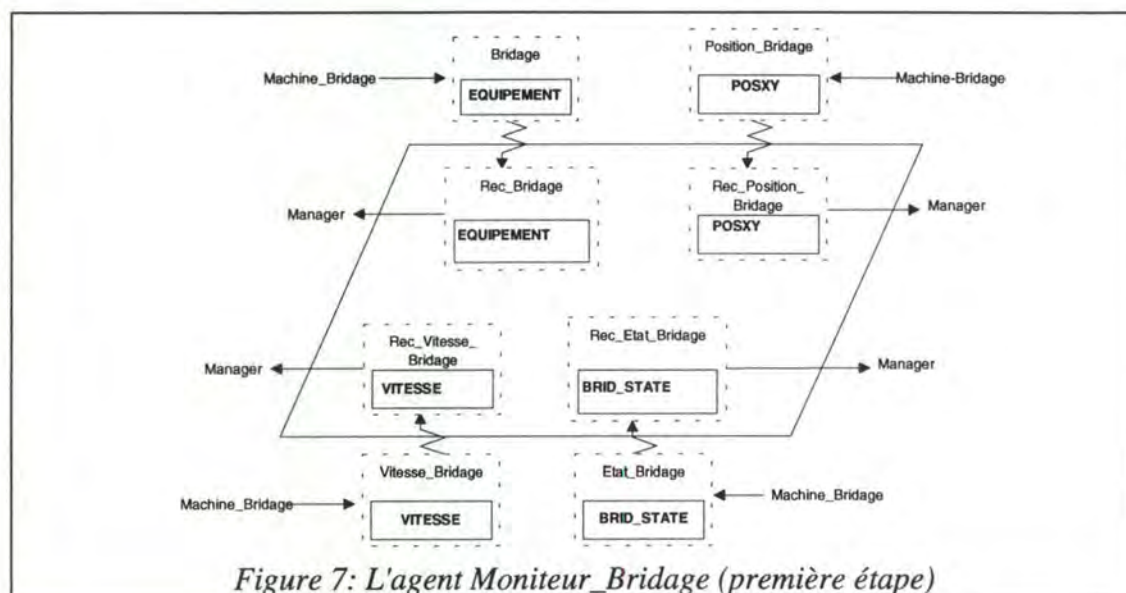 Bridage
Position_Bridage
Machine_Bridage
EQUIPEMENT
POSXY
Machine-Bridage
Rec_Bridage
Rec_Position_
Bridage
Manager
EQUIPEMENT
POSXY
Manager
Rec_Vitesse_
Bridage
Rec_Etat_Bridage
Manager
VITESSE
BRID_STATE
Manager
Vitesse_Bridage
Etat_Bridage
Machine_Bridage
VITESSE
BRID_STATE
Machine_Bridage
Figure 7: L'agent Moniteur_Bridage (première étape)